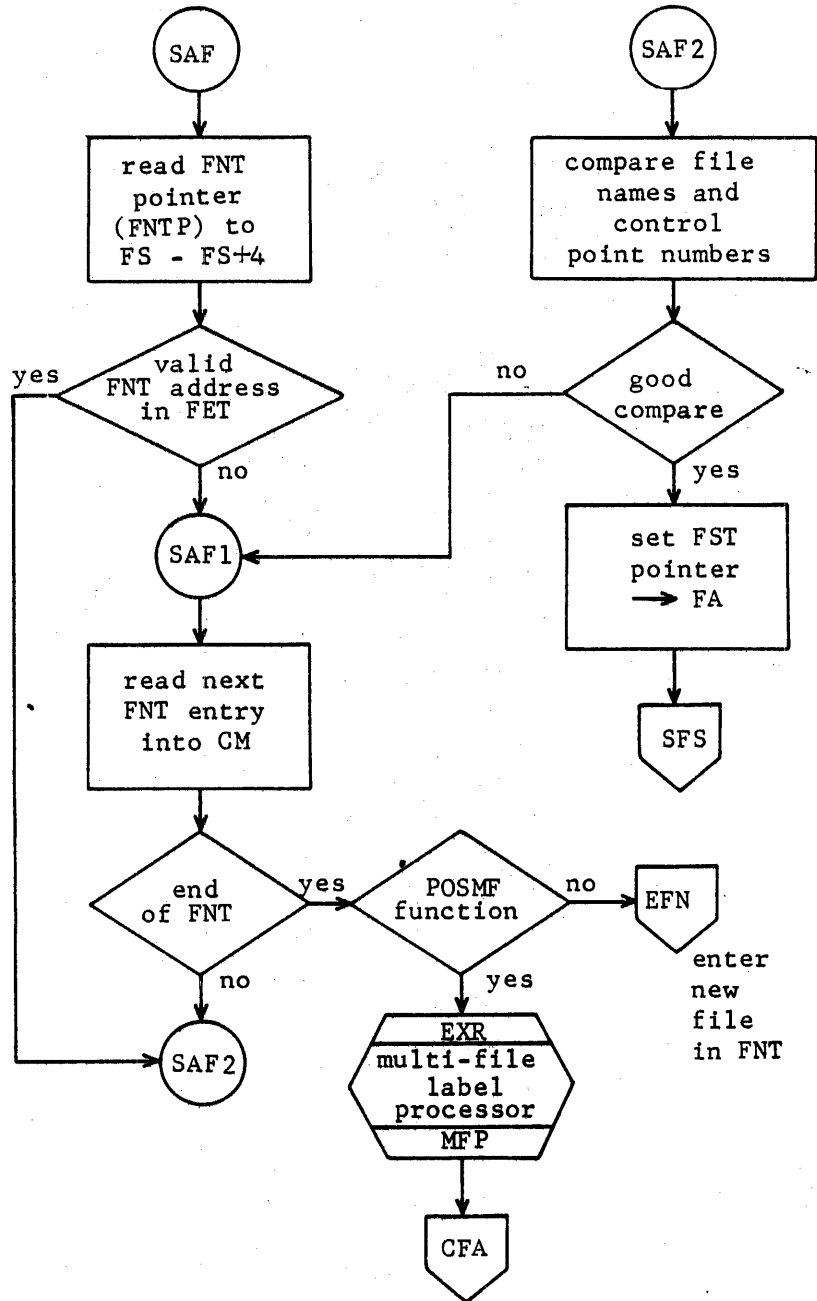 SAF
read FNT
pointer
(FNTP) to
FS - FS+4
yes
valid
FNT address
in FET
no
SAF1
read next
FNT entry
into CM
end
of FNT
yes
no
SAF2
POSMF
function
no
yes
EXR
multi-file
label
processor
MFP
CFA
EFN
enter
new
file
in FNT
SAF2
compare file
names and
control
point numbers
no
good
compare
yes
set FST
pointer
→ FA
SFS